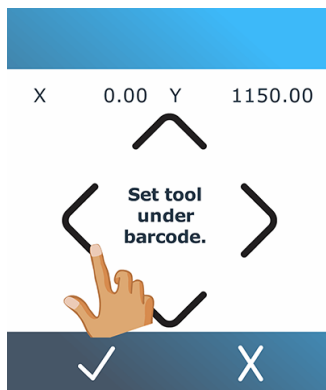 X 0.00 Y 1150.00
Set tool
under
barcode.
X